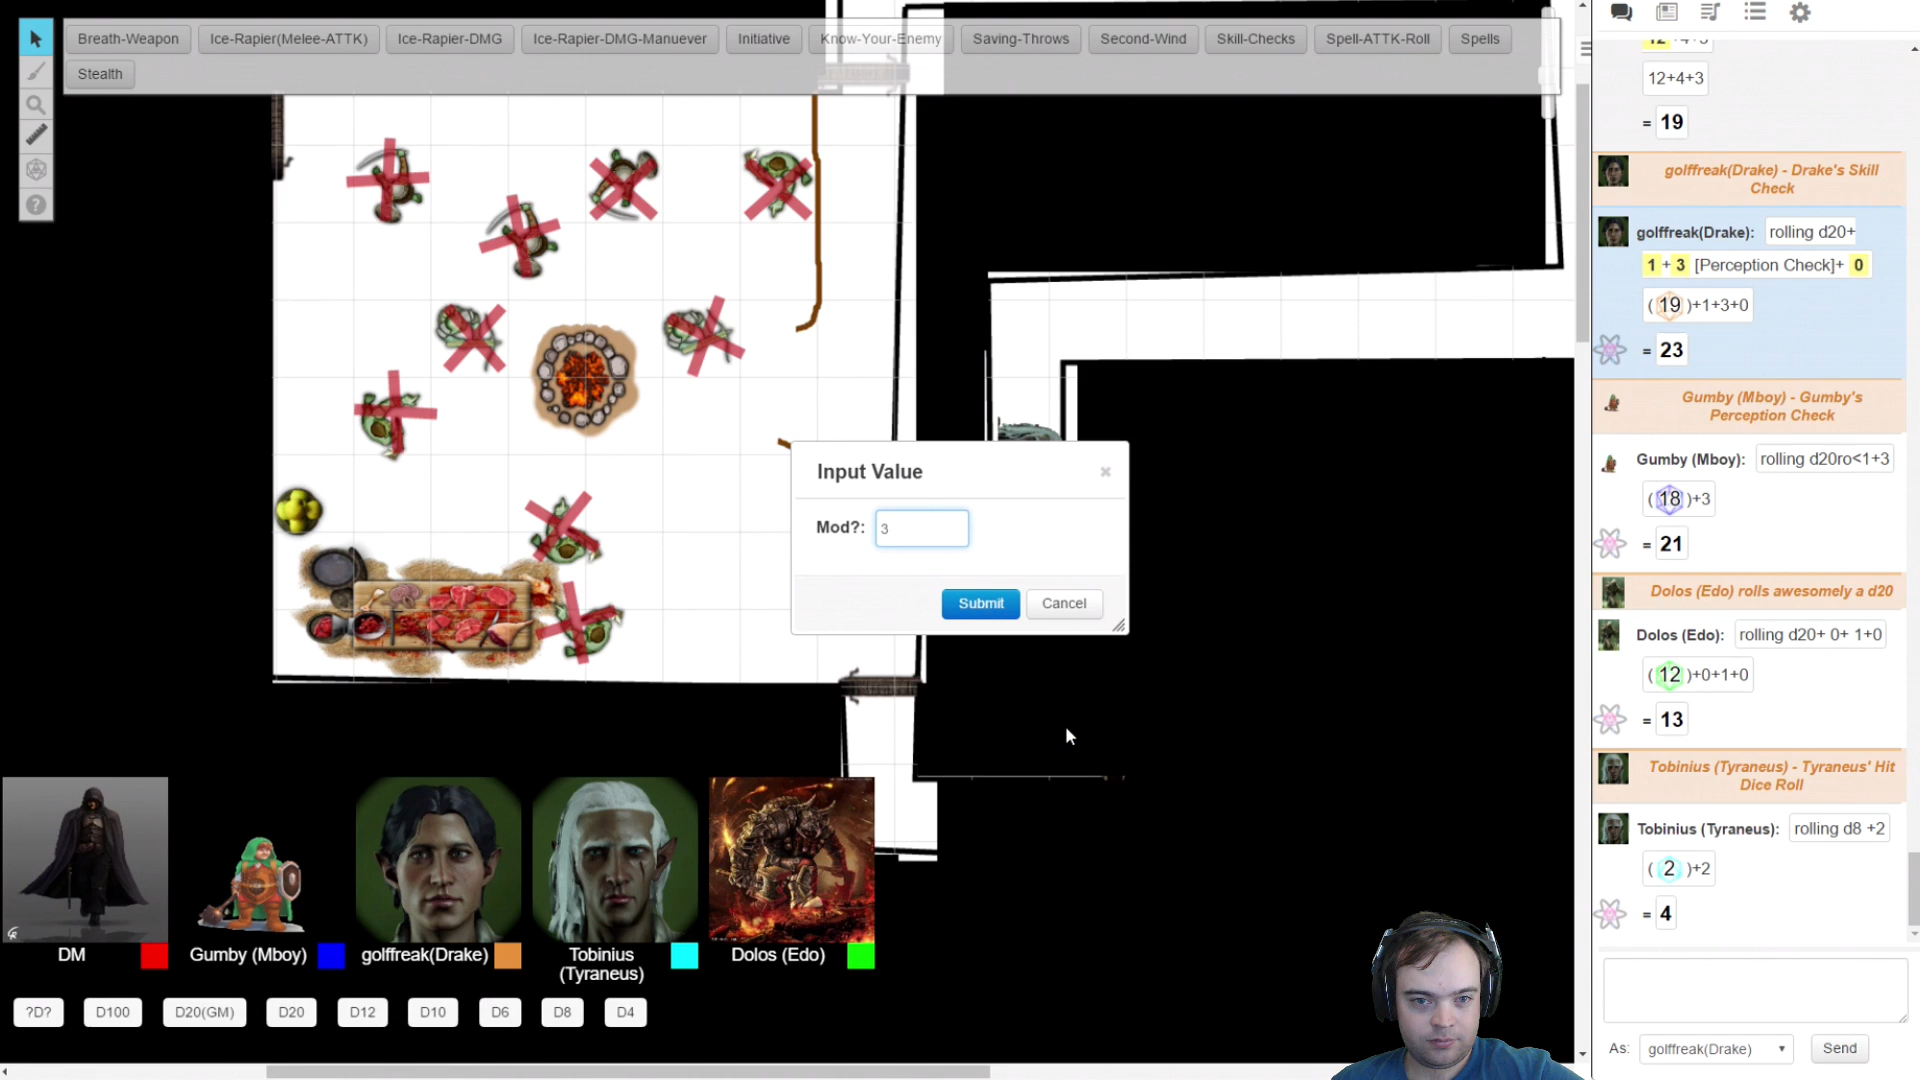 Breath-Weapon
Ice-Rapier(Melee-ATTK)
Ice-Rapier-DMG
Ice-Rapier-DMG-Manuever
Initiative
Know-Your-Enemy
Saving-Throws
Second-Wind
Skill-Checks
Spell-ATTK-Roll
Spells
Stealth
12 +4+3
12+4+3
= 19
golffreak(Drake) - Drake's Skill
Check
golffreak(Drake): rolling d20+
1 + 3 [Perception Check]+ 0
(19)+1+3+0
= 23
Gumby (Mboy) - Gumby's
Perception Check
Gumby (Mboy): rolling d20ro<1+3
(18)+3
= 21
Dolos (Edo) rolls awesomely a d20
Dolos (Edo): rolling d20+ 0+ 1+0
(12)+0+1+0
= 13
Tobinius (Tyraneus) - Tyraneus' Hit
Dice Roll
Tobinius (Tyraneus): rolling d8 +2
(2)+2
= 4
Input Value
Mod?: 3
Submit
Cancel
DM
Gumby (Mboy)
golffreak(Drake)
Tobinius
(Tyraneus)
Dolos (Edo)
?D?
D100
D20(GM)
D20
D12
D10
D6
D8
D4
As: golffreak(Drake)
Send